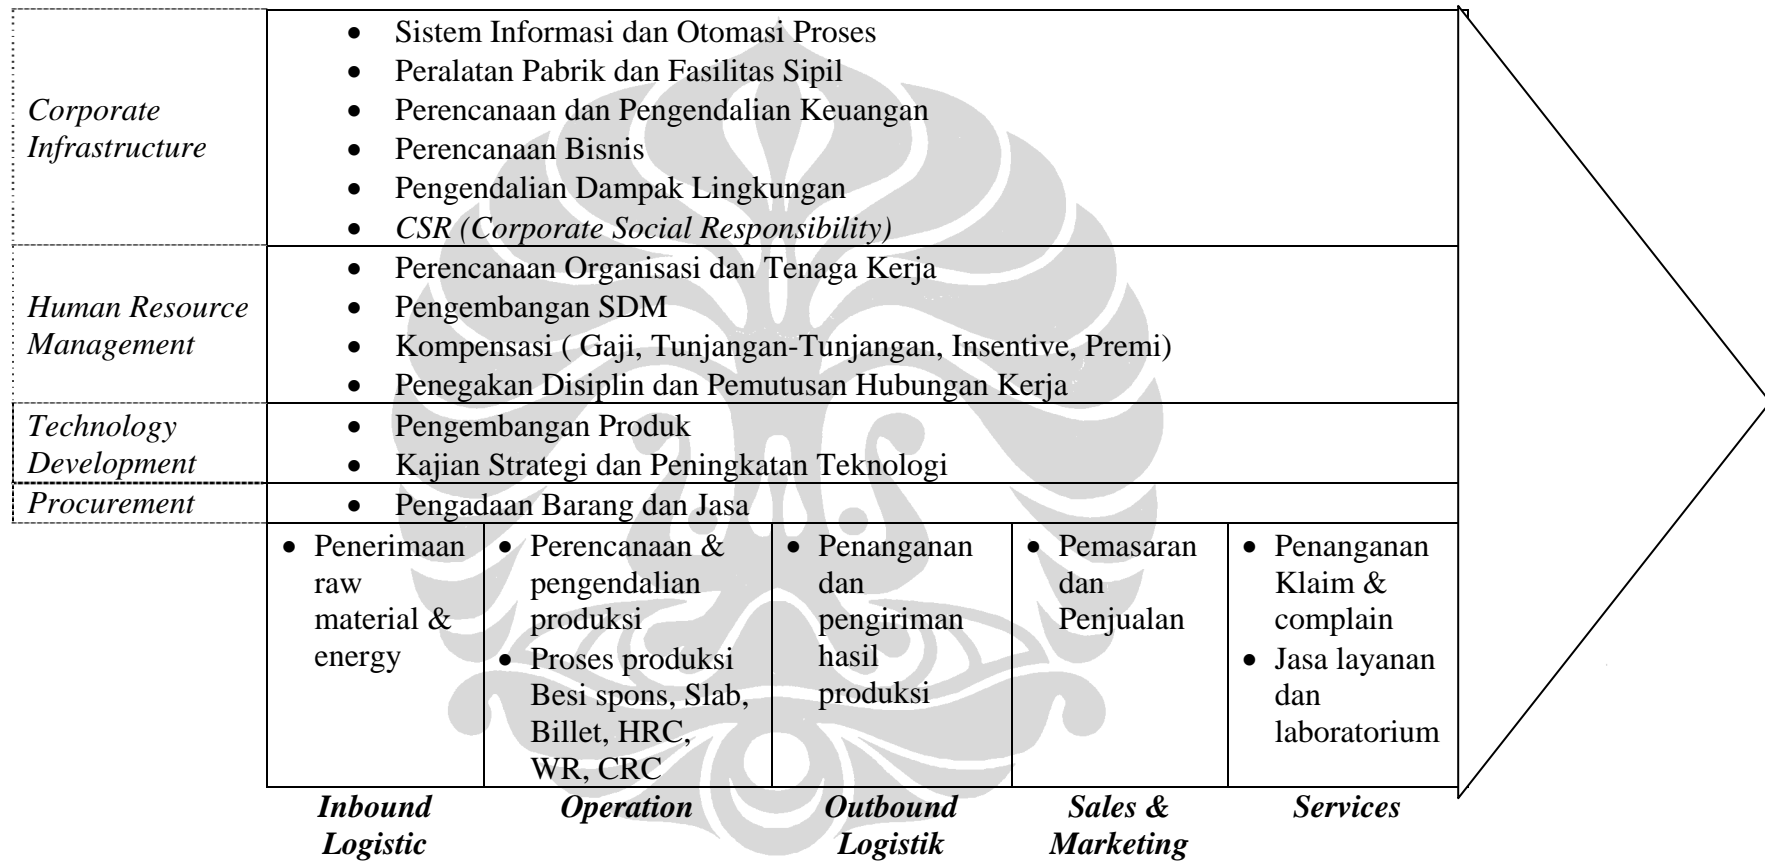 Corporate
Infrastructure
• Sistem Informasi dan Otomasi Proses
• Peralatan Pabrik dan Fasilitas Sipil
• Perencanaan dan Pengendalian Keuangan
• Perencanaan Bisnis
• Pengendalian Dampak Lingkungan
• CSR (Corporate Social Responsibility)
Human Resource
Management
• Perencanaan Organisasi dan Tenaga Kerja
• Pengembangan SDM
• Kompensasi ( Gaji, Tunjangan-Tunjangan, Insentive, Premi)
• Penegakan Disiplin dan Pemutusan Hubungan Kerja
Technology
Development
• Pengembangan Produk
• Kajian Strategi dan Peningkatan Teknologi
Procurement
• Pengadaan Barang dan Jasa
• Penerimaan
raw
material &
energy
• Perencanaan &
pengendalian
produksi
• Proses produksi
Besi spons, Slab,
Billet, HRC,
WR, CRC
• Penanganan
dan
pengiriman
hasil
produksi
• Pemasaran
dan
Penjualan
• Penanganan
Klaim &
complain
• Jasa layanan
dan
laboratorium
Inbound
Logistic
Operation
Outbound
Logistik
Sales &
Marketing
Services